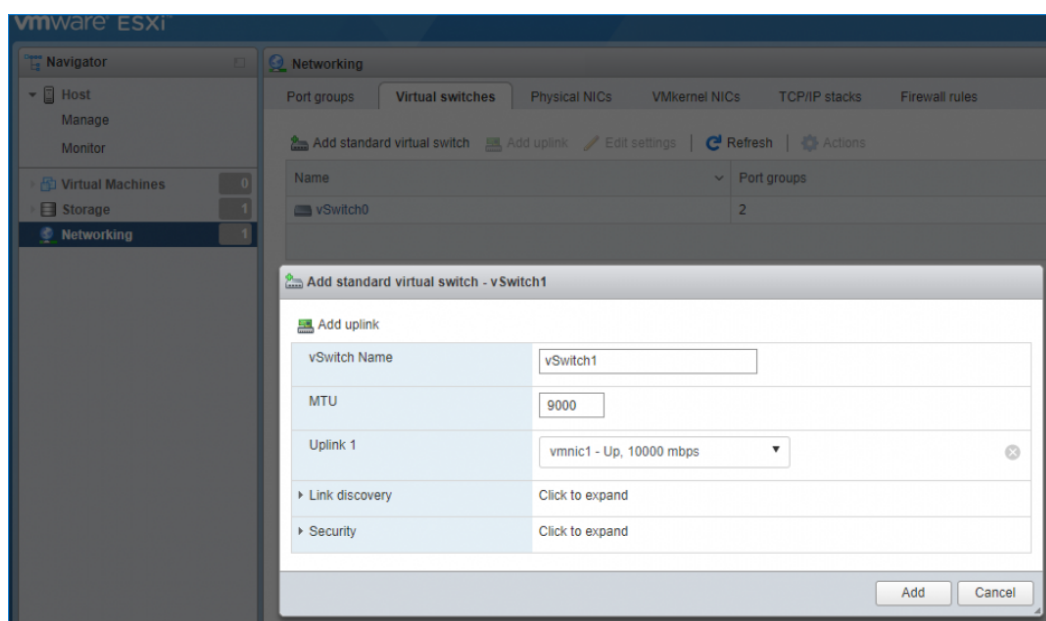 vmware ESXi™
Navigator
Networking
Host
Manage
Monitor
Virtual Machines 0
Storage 1
Networking 1
Port groups Virtual switches Physical NICs VMkernel NICs TCP/IP stacks Firewall rules
Add standard virtual switch Add uplink Edit settings Refresh Actions
Name Port groups
vSwitch0 2
Add standard virtual switch - vSwitch1
Add uplink
vSwitch Name vSwitch1
MTU 9000
Uplink 1 vmnic1 - Up, 10000 mbps
Link discovery Click to expand
Security Click to expand
Add Cancel